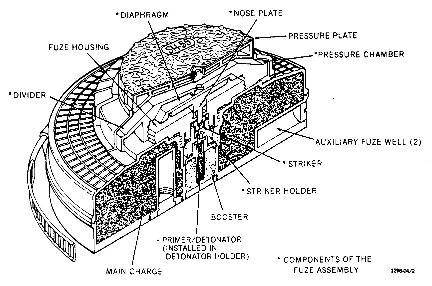 *DIAPHRAGM
*NOSE PLATE
FUZE HOUSING
PRESSURE PLATE
*PRESSURE CHAMBER
*DIVIDER
AUXILIARY FUZE WELL (2)
*STRIKER
*STRIKER HOLDER
BOOSTER
PRIMER/DETONATOR
(INSTALLED IN
DETONATOR HOLDER)
MAIN CHARGE
* COMPONENTS OF THE
FUZE ASSEMBLY